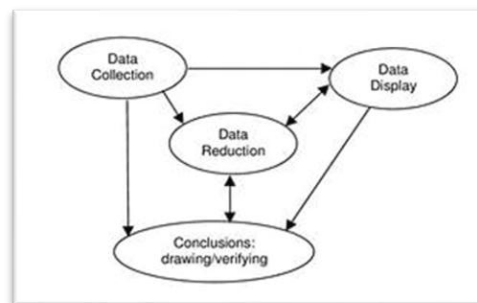 Data
Collection
Data
Display
Data
Reduction
Conclusions:
drawing/verifying